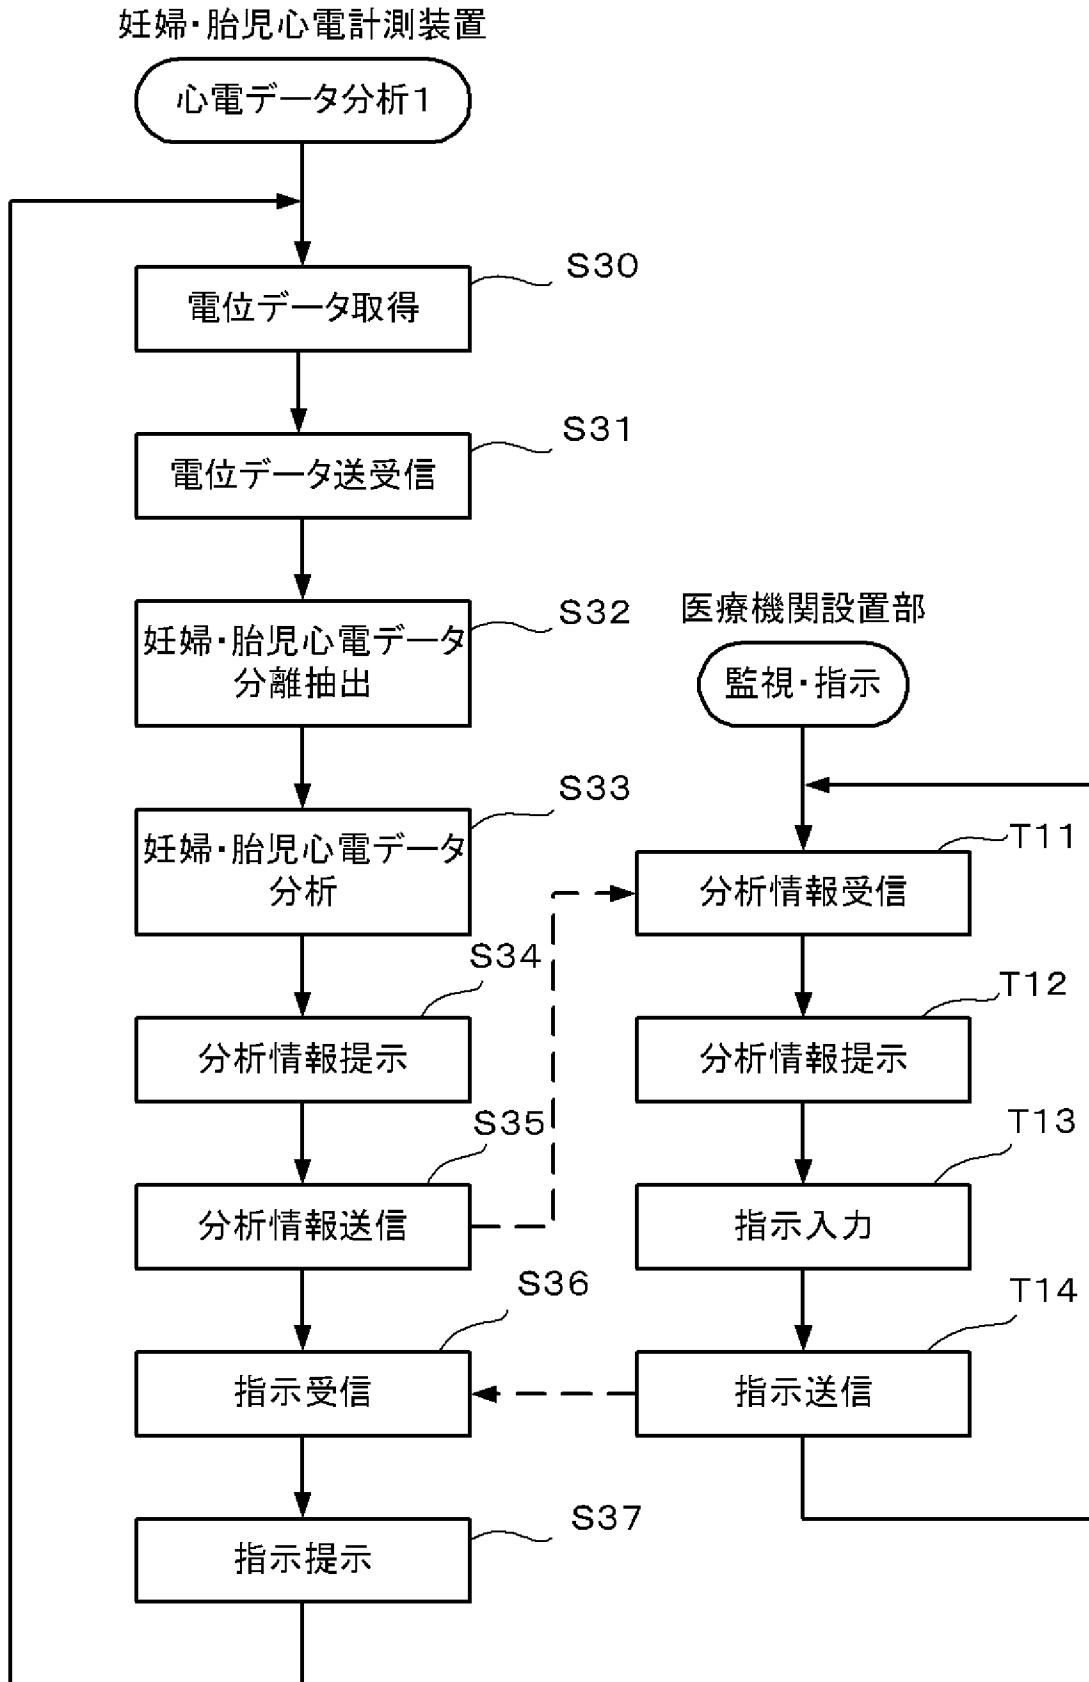 妊婦・胎児心電計測装置
心電データ分析1
S30
電位データ取得
S31
電位データ送受信
S32
妊婦・胎児心電データ
分離抽出
S33
妊婦・胎児心電データ
分析
S34
分析情報提示
S35
分析情報送信
S36
指示受信
S37
指示提示
医療機関設置部
監視・指示
T11
分析情報受信
T12
分析情報提示
T13
指示入力
T14
指示送信